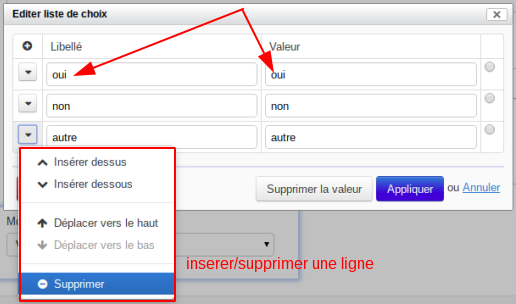 Editer liste de choix
Libellé Valeur
oui oui
non non
autre autre
Insérer dessus
Insérer dessous
Supprimer la valeur Appliquer ou Annuler
Déplacer vers le haut
Déplacer vers le bas
inserer/supprimer une ligne
Supprimer